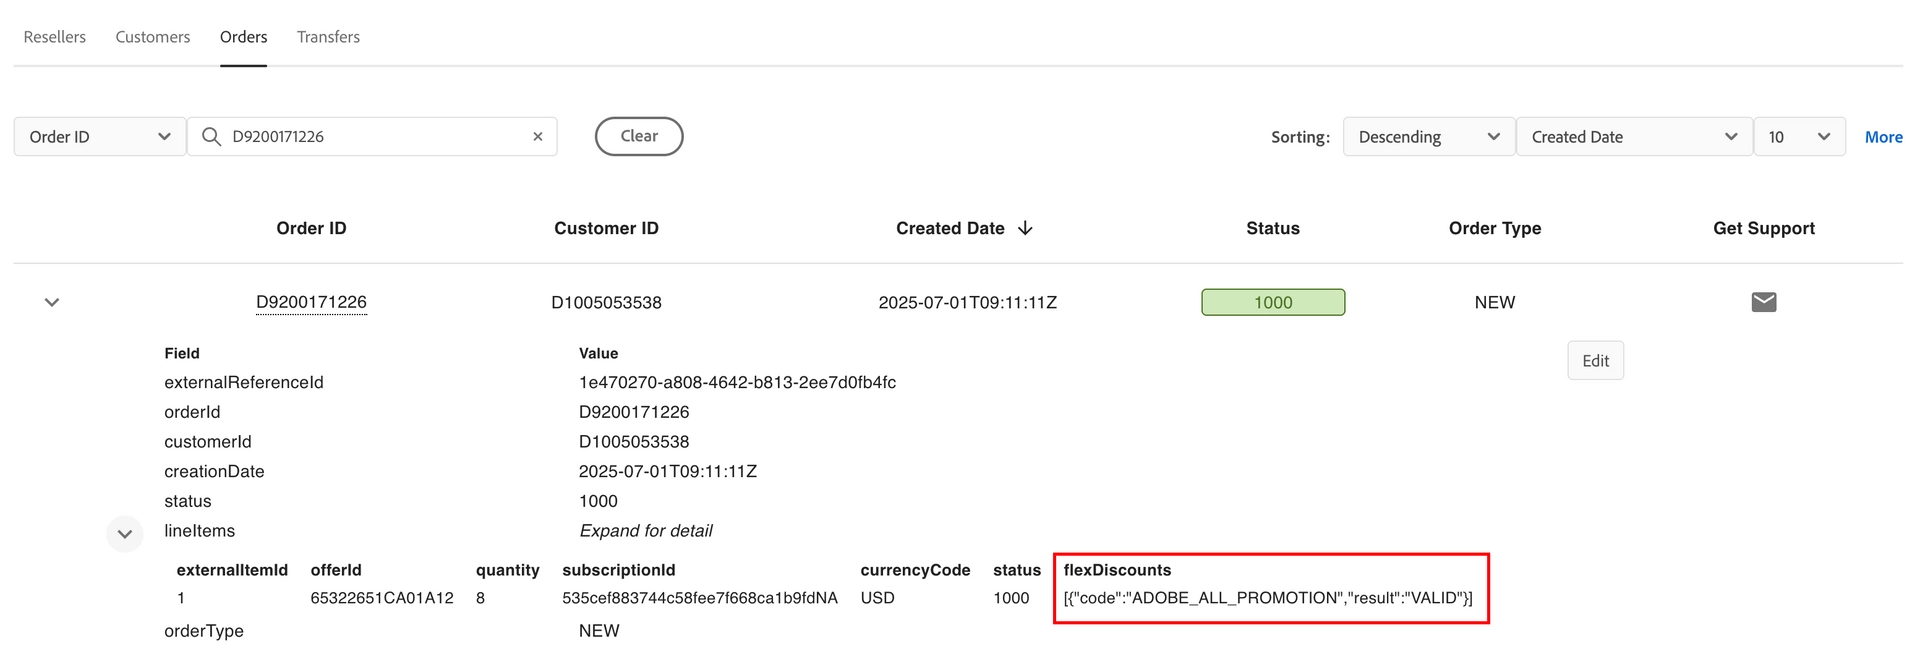 Resellers Customers Orders Transfers
Order ID D9200171226 Clear Sorting: Descending Created Date 10 More
Order ID Customer ID Created Date Status Order Type Get Support
D9200171226 D1005053538 2025-07-01T09:11:11Z 1000 NEW
Field Value
Edit
externalReferenceId 1e470270-a808-4642-b813-2ee7d0fb4fc
orderId D9200171226
customerId D1005053538
creationDate 2025-07-01T09:11:11Z
status 1000
lineItems Expand for detail
externalItemId offerId quantity subscriptionId currencyCode status flexDiscounts
1 65322651CA01A12 8 535cef883744c58fee7f668ca1b9fdNA USD 1000 [{"code":"ADOBE_ALL_PROMOTION","result":"VALID"}]
orderType NEW